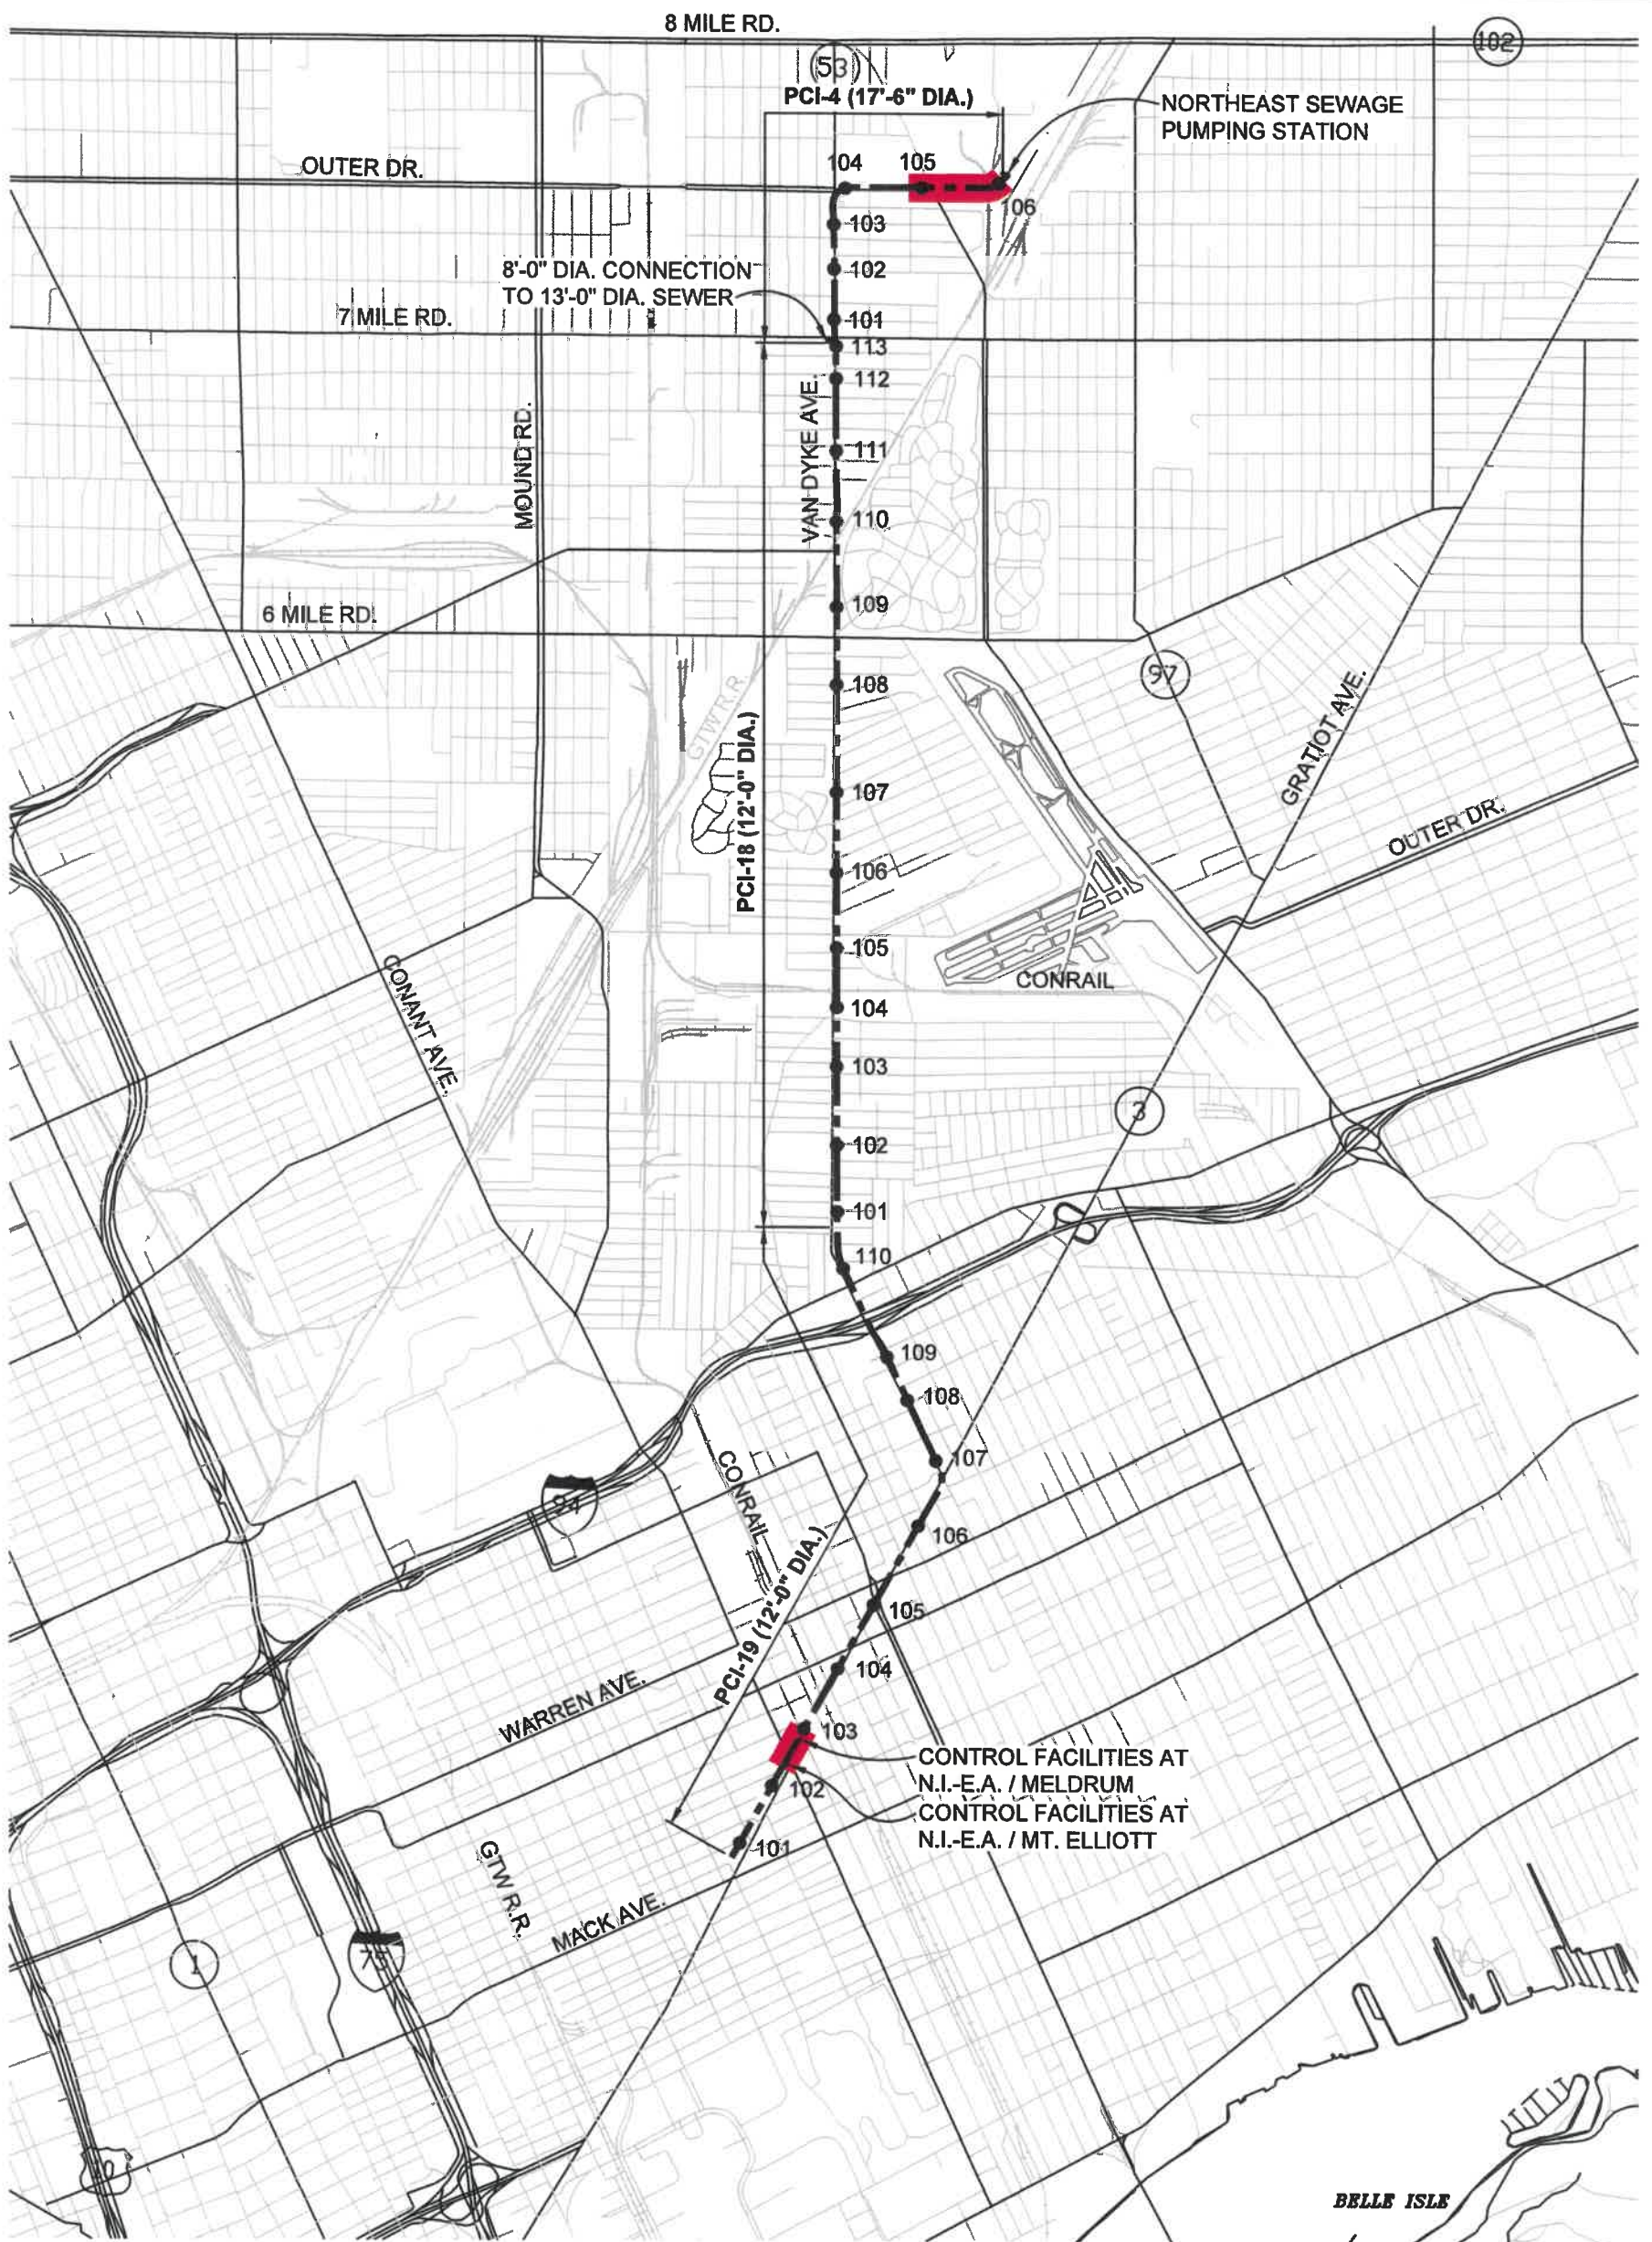 8 MILE RD.
102
53
PCI-4 (17'-6" DIA.)
NORTHEAST SEWAGE
PUMPING STATION
OUTER DR.
104
105
106
103
8'-0" DIA. CONNECTION
TO 13'-0" DIA. SEWER
102
7 MILE RD.
101
113
112
MOUND RD.
VAN DYKE AVE.
111
110
6 MILE RD.
109
97
108
GTW R.R.
GRATIOT AVE.
PCI-18 (12'-0" DIA.)
107
OUTER DR.
106
105
CONRAIL
CONANT AVE.
104
103
3
102
101
110
109
108
107
CONRAIL
94
106
PCI-19 (12'-0" DIA.)
105
104
WARREN AVE.
103
CONTROL FACILITIES AT
N.I.-E.A. / MELDRUM
102
CONTROL FACILITIES AT
N.I.-E.A. / MT. ELLIOTT
101
GTW R.R.
MACK AVE.
1
75
BELLE ISLE